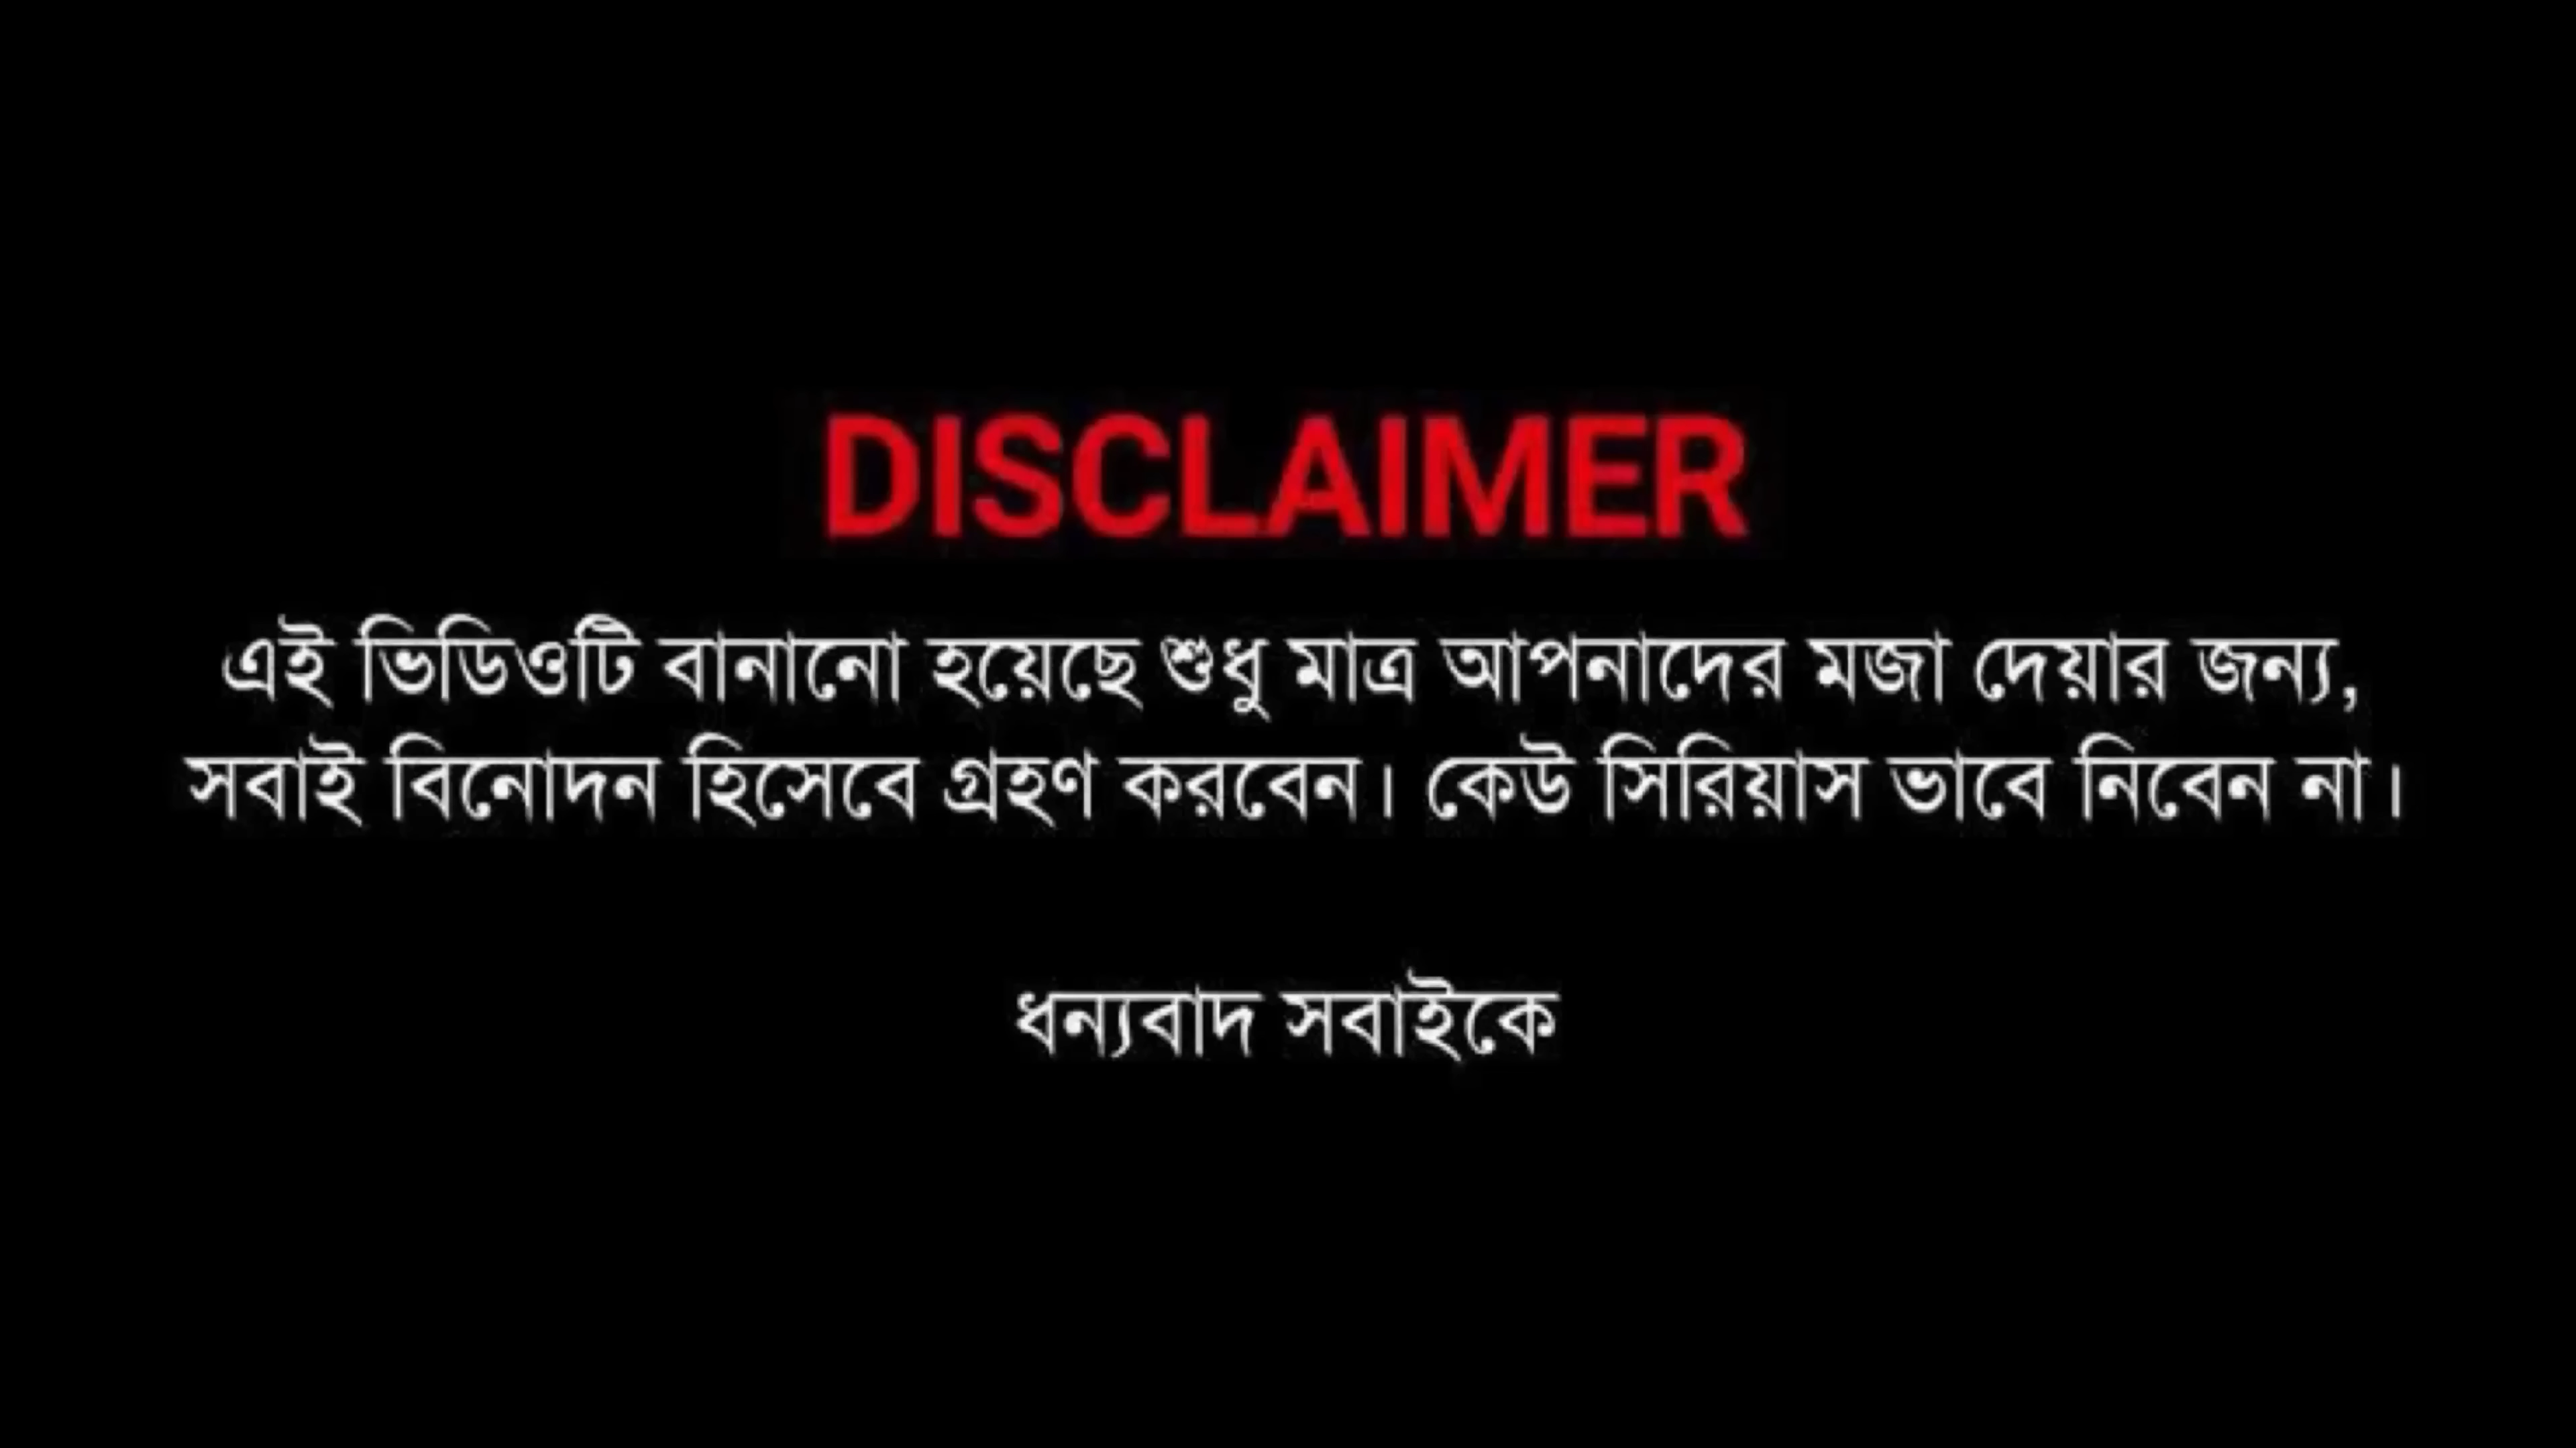 DISCLAIMER
এই ভিডিওটি বানানো হয়েছে শুধু মাত্র আপনাদের মজা দেয়ার জন্য,
সবাই বিনোদন হিসেবে গ্রহণ করবেন। কেউ সিরিয়াস ভাবে নিবেন না।
ধন্যবাদ সবাইকে